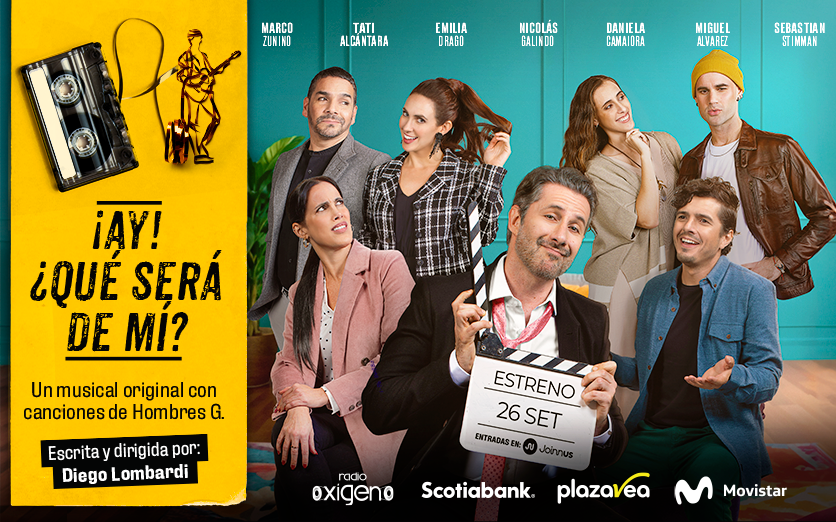 MARCO
ZUNINO
TATI
ALCÁNTARA
EMILIA
DRAGO
NICOLÁS
GALINDO
DANIELA
CAMAIORA
MIGUEL
ALVAREZ
SEBASTIAN
STIMMAN
¡AY!
¿QUÉ SERÁ
DE MÍ?
Un musical original con
canciones de Hombres G.
Escrita y dirigida por:
Diego Lombardi
ESTRENO
26 SET
ENTRADAS EN: Joinnus
radio
oxígeno
Scotiabank®
plazavea
Movistar